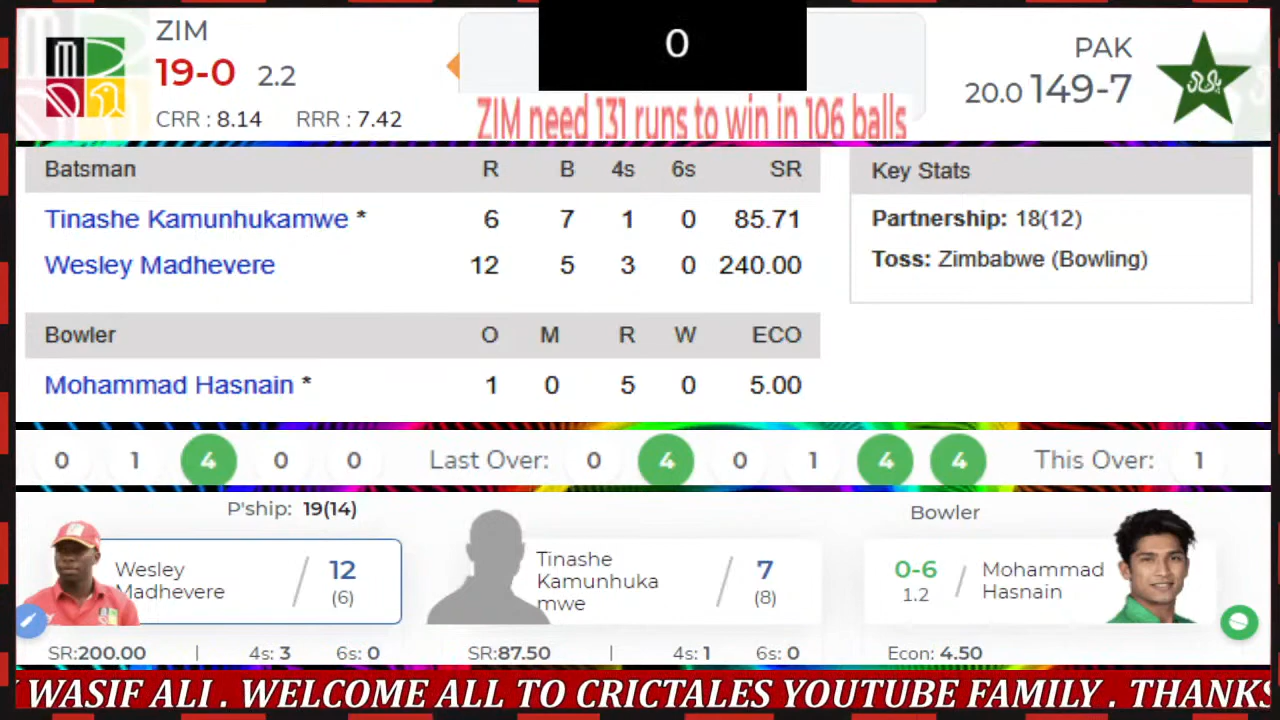 ZIM
19-0 2.2
CRR : 8.14 RRR : 7.42
0
ZIM need 131 runs to win in 106 balls
PAK
20.0 149-7
Batsman R B 4s 6s SR
Tinashe Kamunhukamwe * 6 7 1 0 85.71
Wesley Madhevere 12 5 3 0 240.00
Key Stats
Partnership: 18(12)
Toss: Zimbabwe (Bowling)
Bowler O M R W ECO
Mohammad Hasnain * 1 0 5 0 5.00
0 1 4 0 0 Last Over: 0 4 0 1 4 4 This Over: 1
P'ship: 19(14)
Wesley
Madhevere
/ 12
(6)
SR:200.00 | 4s: 3 6s: 0
Tinashe
Kamunhuka
mwe
/ 7
(8)
SR:87.50 | 4s: 1 6s: 0
Bowler
0-6
1.2
/ Mohammad
Hasnain
Econ: 4.50
WASIF ALI . WELCOME ALL TO CRICTALES YOUTUBE FAMILY . THANKS